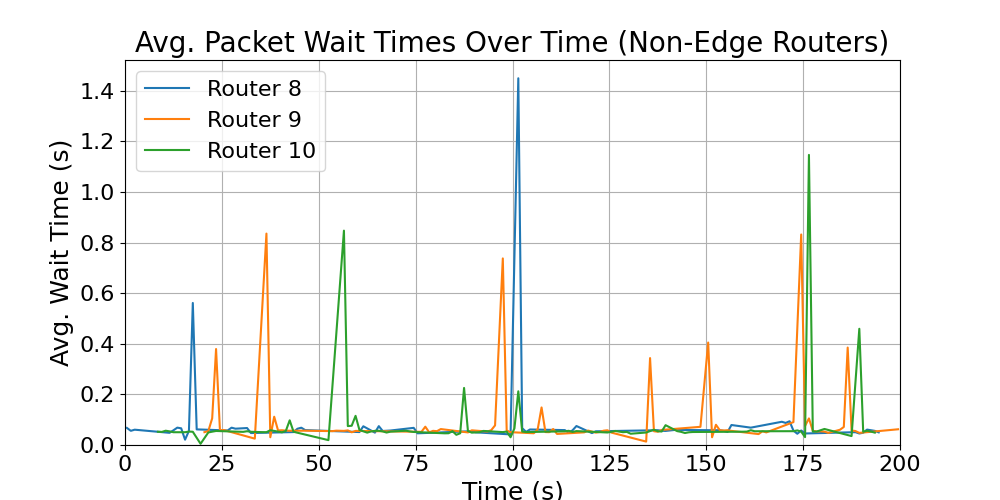 Avg. Packet Wait Times Over Time (Non-Edge Routers)
Avg. Wait Time (s)
1.4
1.2
1.0
0.8
0.6
0.4
0.2
0.0
Router 8
Router 9
Router 10
0 25 50 75 100 125 150 175 200
Time (s)